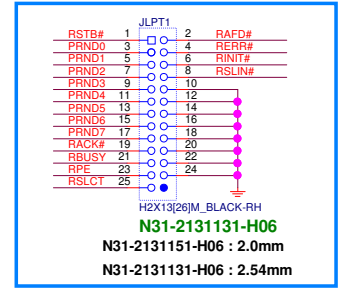 JLPT1
RSTB# 1 2 RAFD#
PRND0 3 4 RERR#
PRND1 5 6 RINIT#
PRND2 7 8 RSLIN#
PRND3 9 10
PRND4 11 12
PRND5 13 14
PRND6 15 16
PRND7 17 18
RACK# 19 20
RBUSY 21 22
RPE 23 24
RSLCT 25
H2X13[26]M_BLACK-RH
N31-2131131-H06
N31-2131151-H06 : 2.0mm
N31-2131131-H06 : 2.54mm